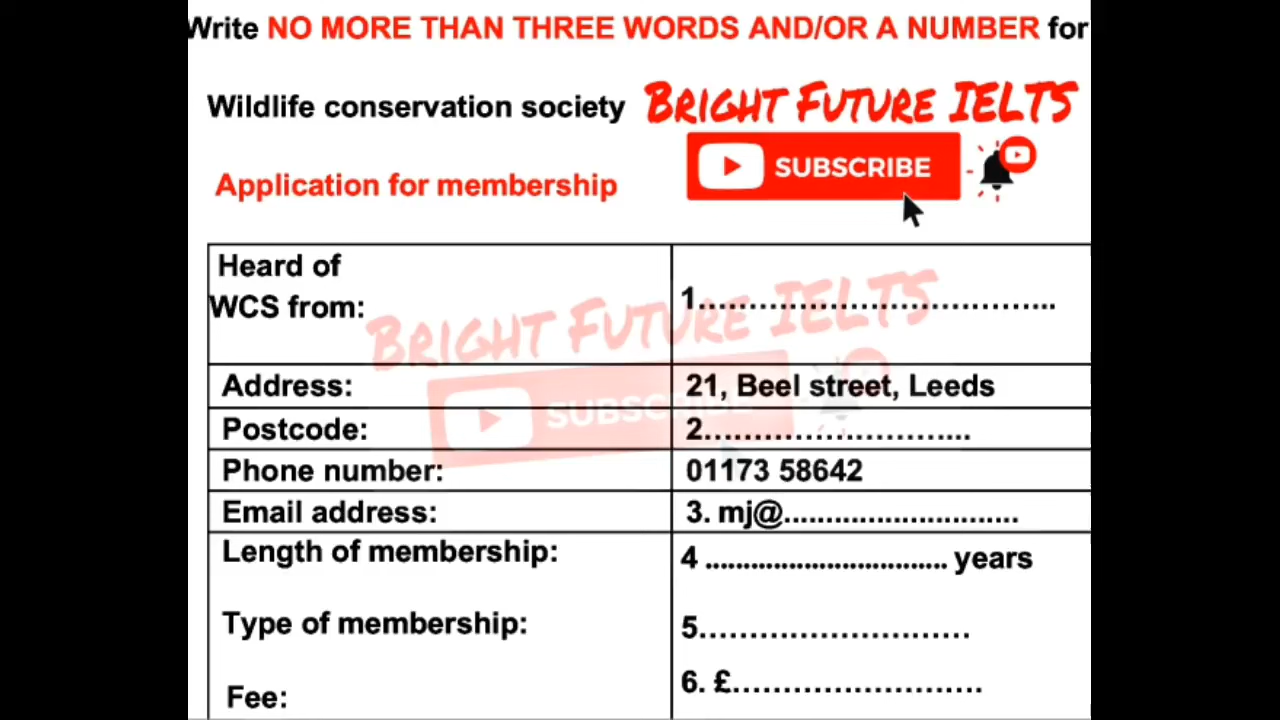 Write NO MORE THAN THREE WORDS AND/OR A NUMBER for
Wildlife conservation society BRIGHT FUTURE IELTS
SUBSCRIBE
Application for membership
Heard of
WCS from: 1.......................................
BRIGHT FUTURE IELTS
Address: 21, Beel street, Leeds
SUBSCRIBE
Postcode: 2..............................
Phone number: 01173 58642
Email address: 3. mj@............................
Length of membership: 4 ................................ years
Type of membership: 5..............................
Fee: 6. £............................